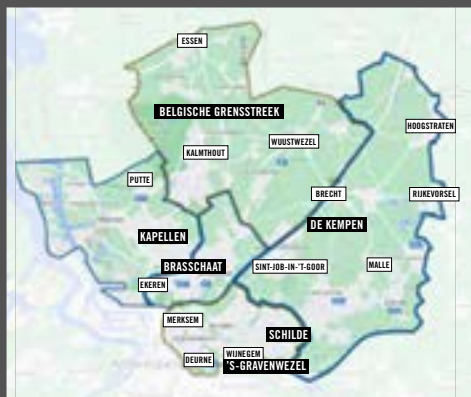 ESSEN
BELGISCHE GRENSSTREEK
HOOGSTRATEN
WUUSTWEZEL
KALMTHOUT
PUTTE
BRECHT
RIJKEVORSEL
DE KEMPEN
KAPELLEN
BRASSCHAAT
SINT-JOB-IN-'T-GOOR
MALLE
EKEREN
MERKSEM
SCHILDE
WIJNEGEM
DEURNE
'S-GRAVENWEZEL